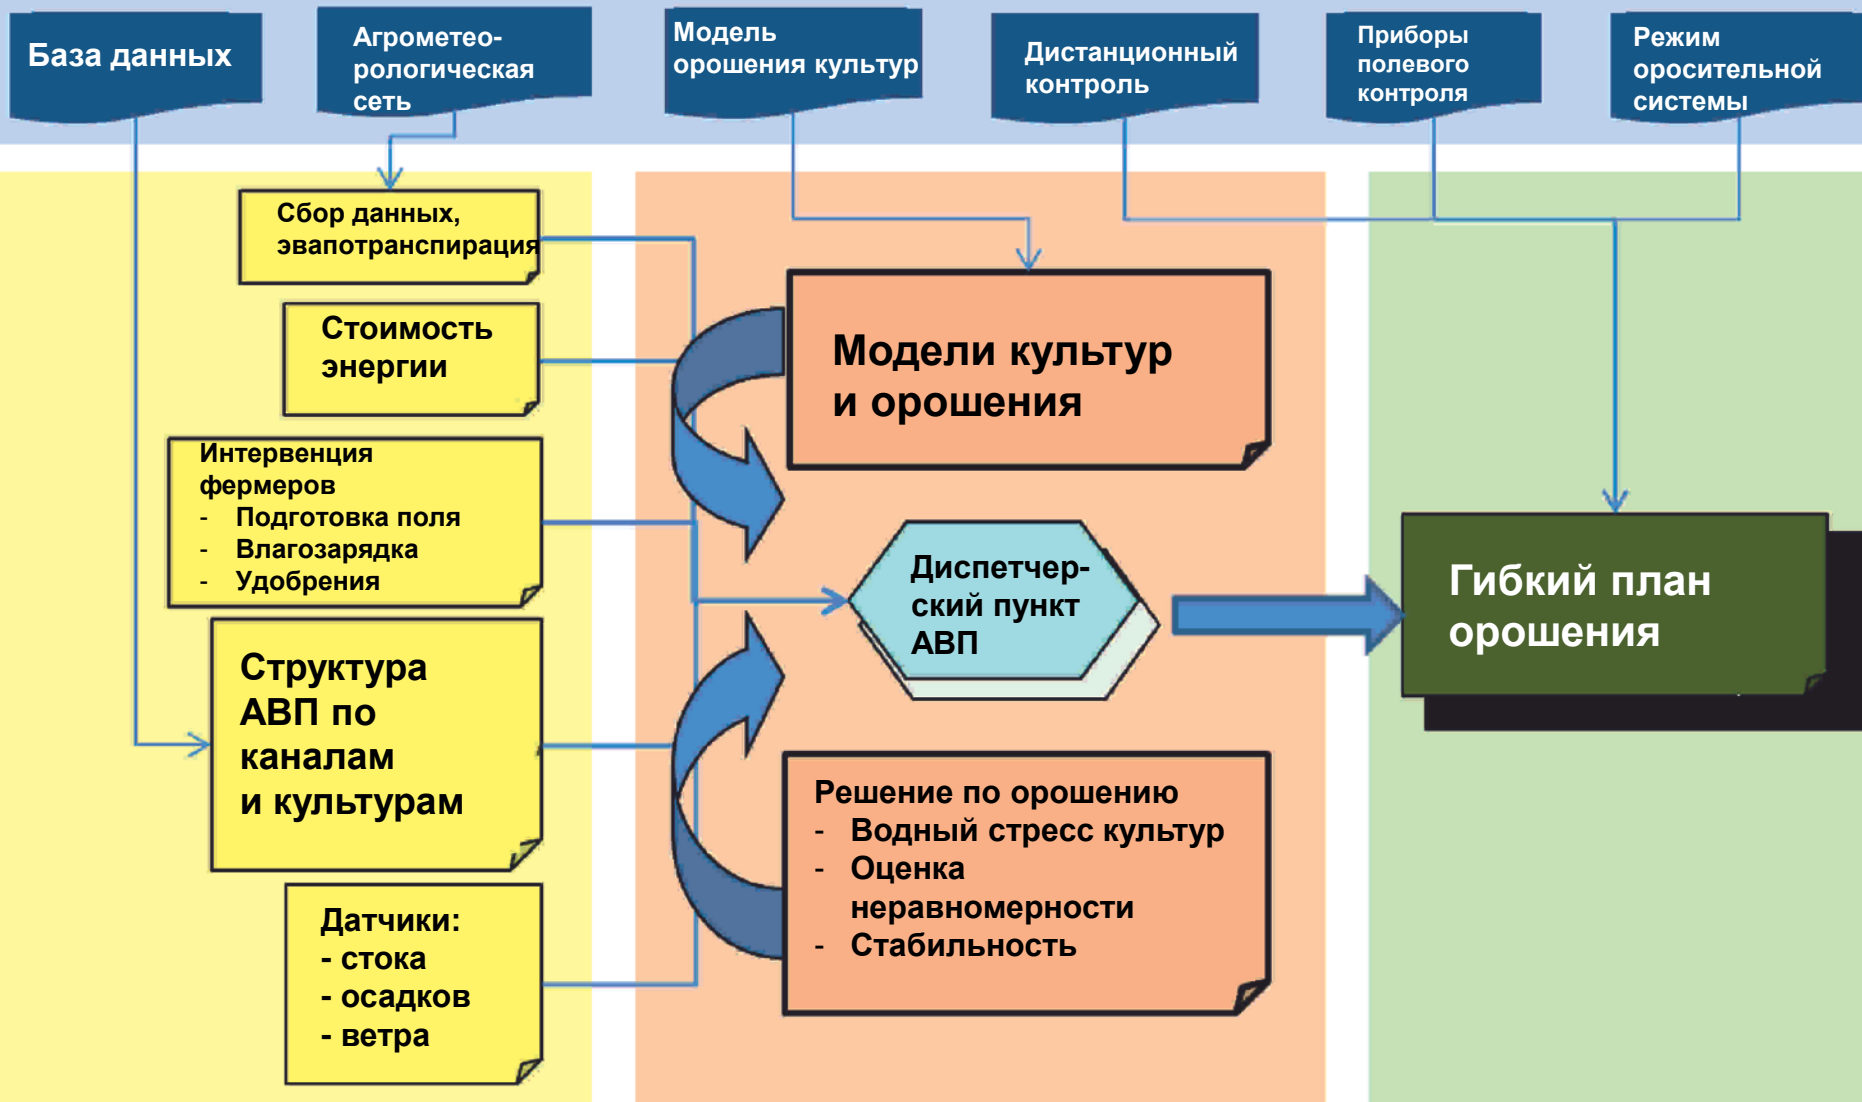 База данных
Агрометео-
рологическая
сеть
Модель
орошения культур
Дистанционный
контроль
Приборы
полевого
контроля
Режим
оросительной
системы
Сбор данных,
эвапотранспирация
Стоимость
энергии
Интервенция
фермеров
- Подготовка поля
- Влагозарядка
- Удобрения
Структура
АВП по
каналам
и культурам
Датчики:
- стока
- осадков
- ветра
Модели культур
и орошения
Диспетчер-
ский пункт
АВП
Решение по орошению
- Водный стресс культур
- Оценка
неравномерности
- Стабильность
Гибкий план
орошения